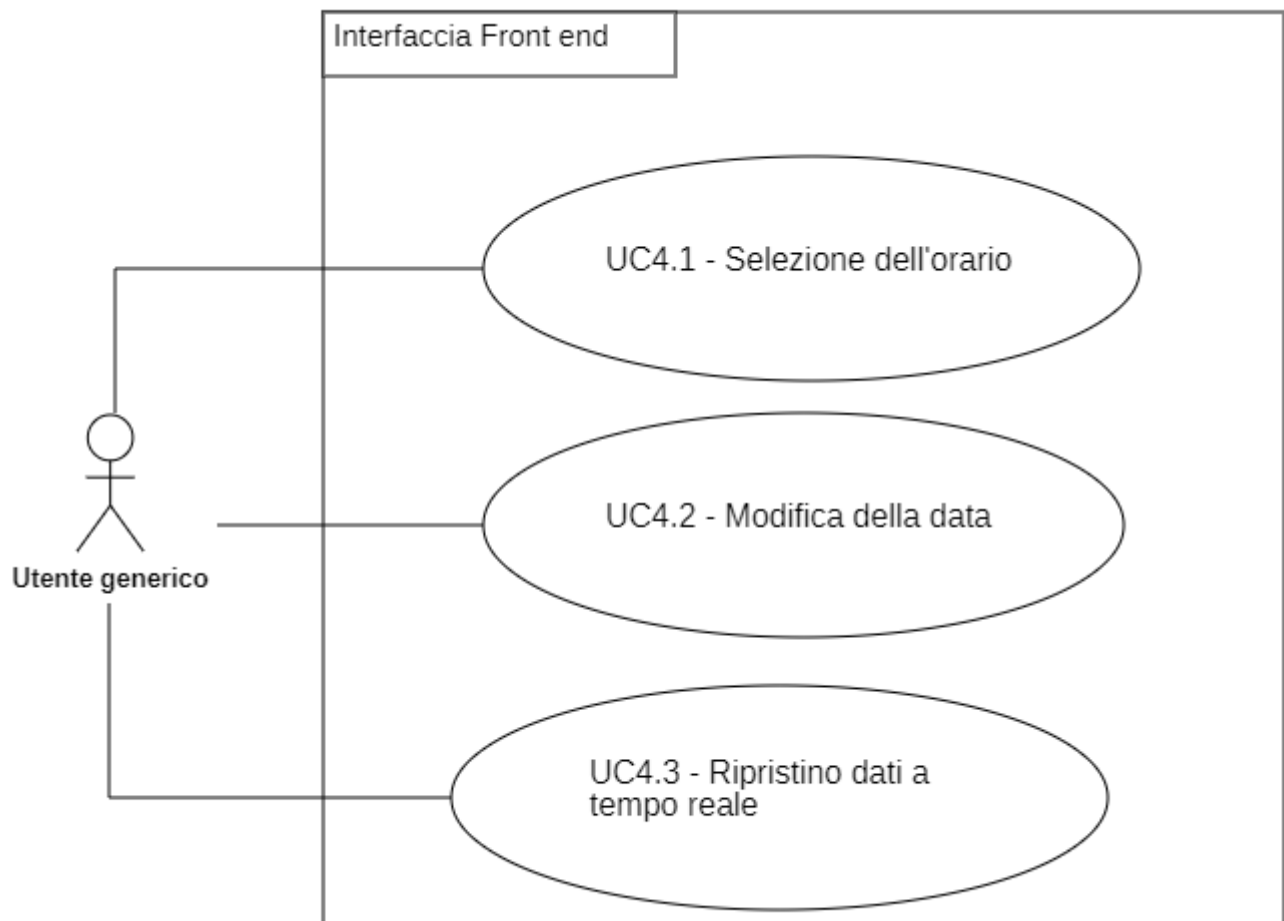 Interfaccia Front end
UC4.1 - Selezione dell'orario
UC4.2 - Modifica della data
Utente generico
UC4.3 - Ripristino dati a
tempo reale